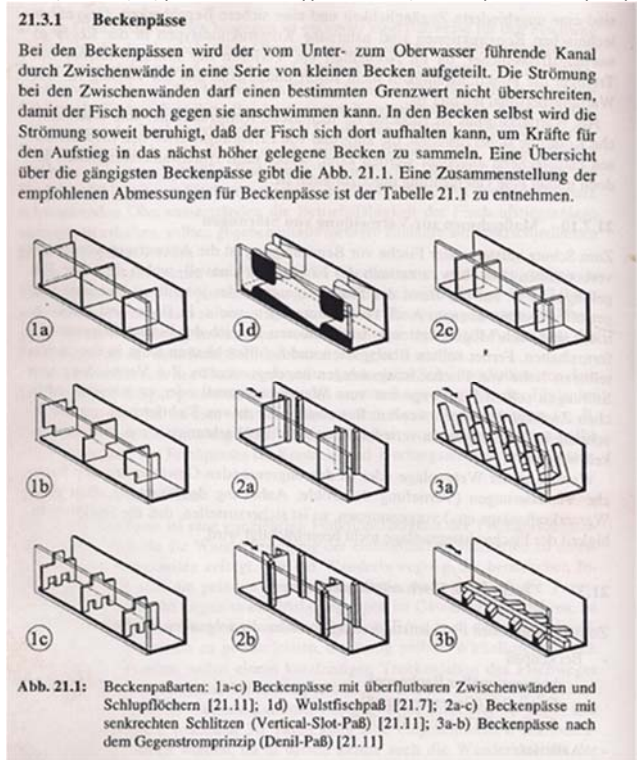 21.3.1 Beckenpässe
Bei den Beckenpässen wird der vom Unter- zum Oberwasser führende Kanal
durch Zwischenwände in eine Serie von kleinen Becken aufgeteilt. Die Strömung
bei den Zwischenwänden darf einen bestimmten Grenzwert nicht überschreiten,
damit der Fisch noch gegen sie anschwimmen kann. In den Becken selbst wird die
Strömung soweit beruhigt, daß der Fisch sich dort aufhalten kann, um Kräfte für
den Aufstieg in das nächst höher gelegene Becken zu sammeln. Eine Übersicht
über die gängigsten Beckenpässe gibt die Abb. 21.1. Eine Zusammenstellung der
empfohlenen Abmessungen für Beckenpässe ist der Tabelle 21.1 zu entnehmen.
1a 1d 2c
1b 2a 3a
1c 2b 3b
Abb. 21.1: Beckenpaßarten: 1a-c) Beckenpässe mit überflutbaren Zwischenwänden und
Schlupflöchern [21.11]; 1d) Wulstfischpaß [21.7]; 2a-c) Beckenpässe mit
senkrechten Schlitzen (Vertical-Slot-Paß) [21.11]; 3a-b) Beckenpässe nach
dem Gegenstromprinzip (Denil-Paß) [21.11]